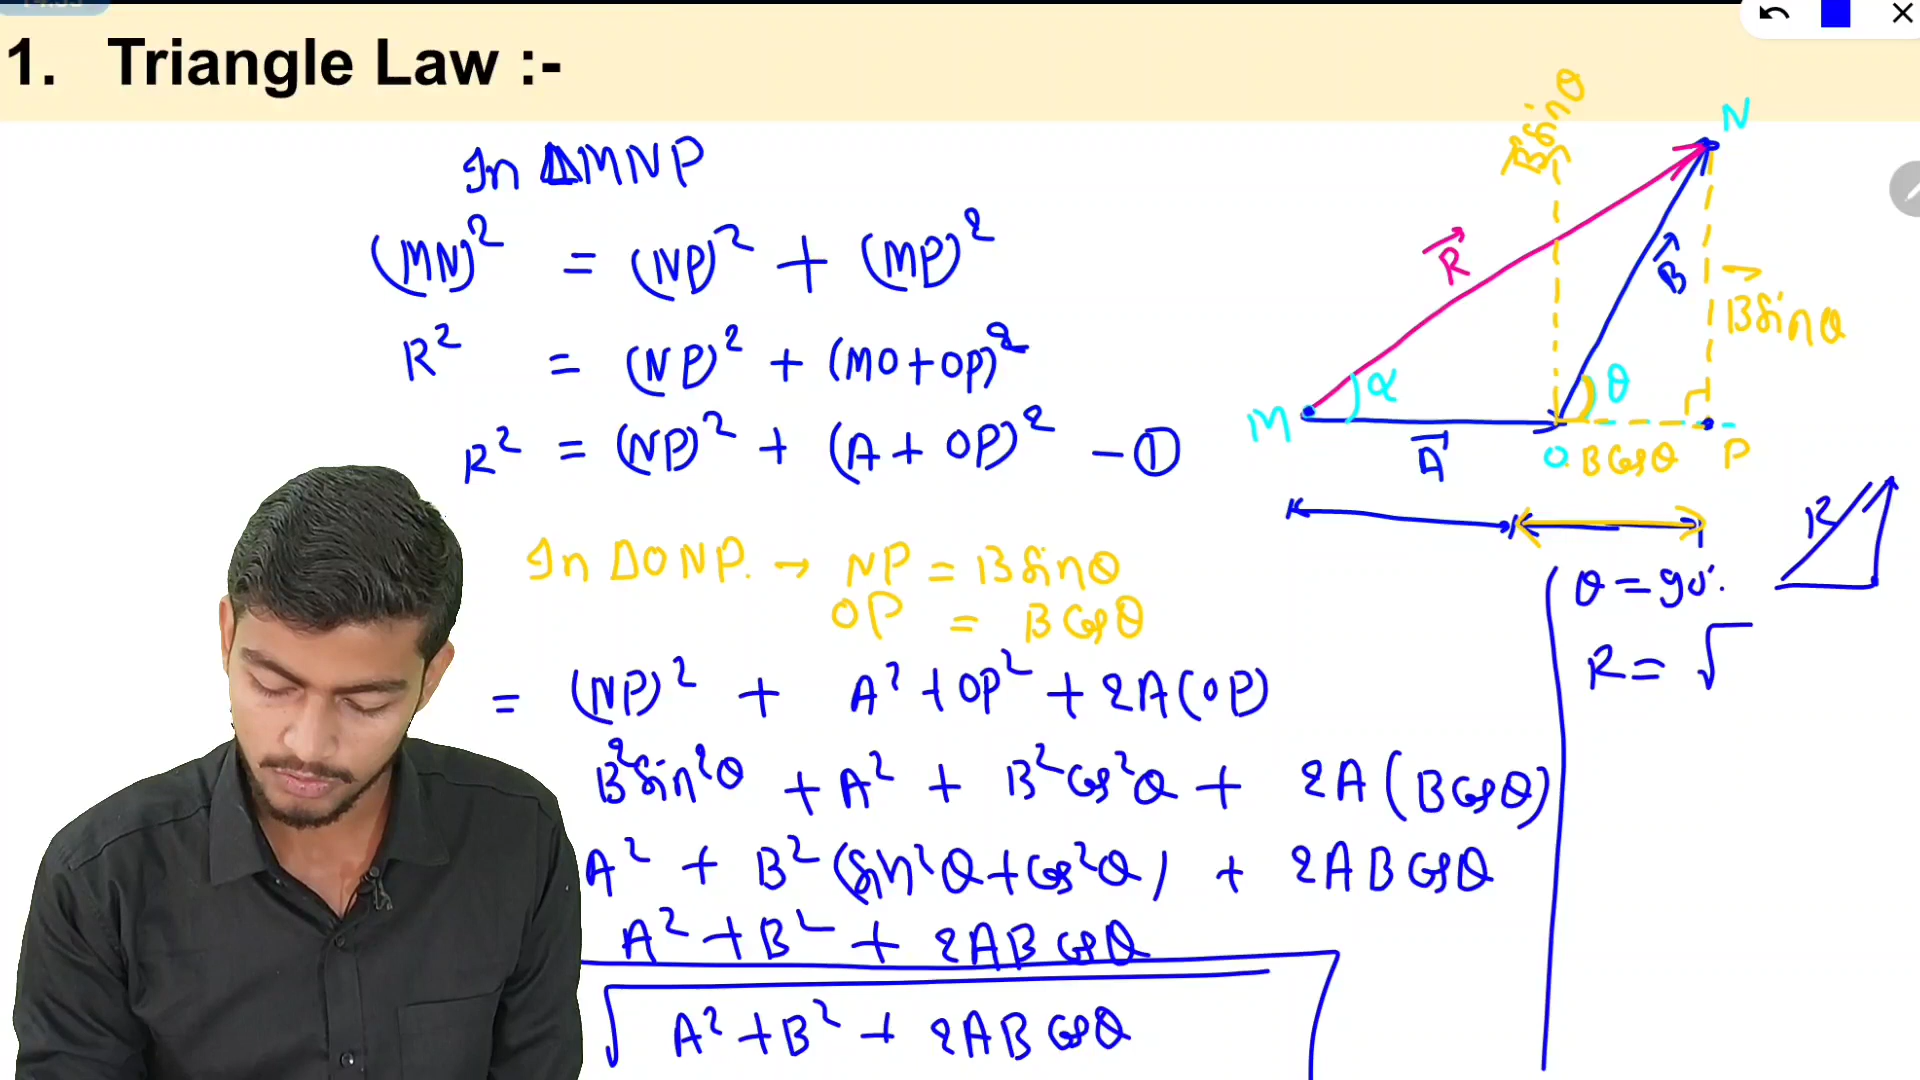 1. Triangle Law :-
In ΔMNP
(MN)² = (NP)² + (MP)²
R² = (NP)² + (MO+OP)²
R² = (NP)² + (A + OP)² - ①
In ΔONP. → NP = B sinθ
OP = B cosθ
= (NP)² + A² + OP² + 2A(OP)
B² sin²θ + A² + B² cos²θ + 2A (B cosθ)
A² + B² (sin²θ + cos²θ) + 2AB cosθ
A² + B² + 2AB cosθ
√ A² + B² + 2AB cosθ
B sinθ
N
R
B
B sinθ
α
θ
M
A
O
B cosθ
P
θ = 90°.
R
R = √